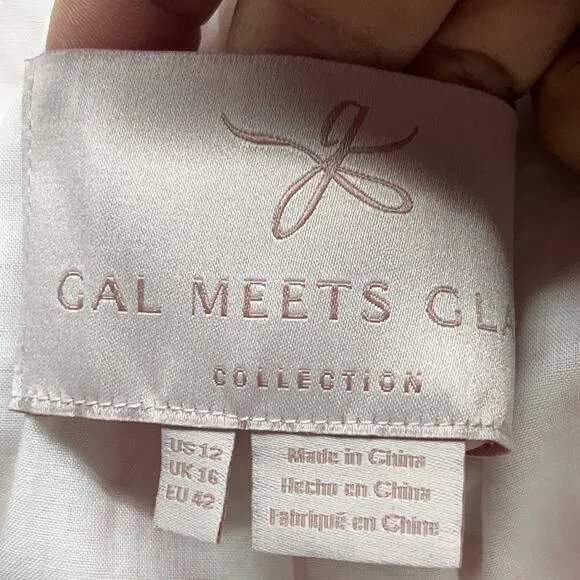 g
GAL MEETS GLA
COLLECTION
US 12
UK 16
EU 42
Made in China
Hecho en China
Fabriqué en Chine